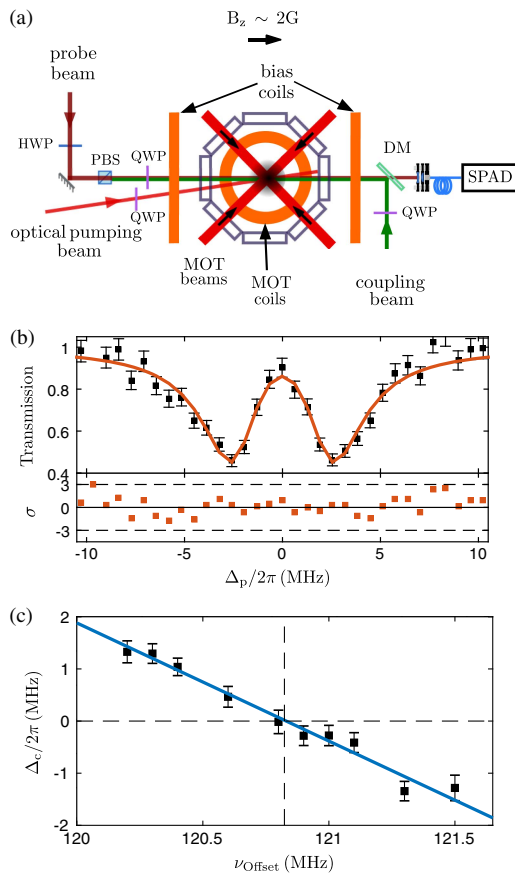 (a)
B_z ~ 2G
probe
beam
bias
coils
HWP
PBS
QWP
DM
SPAD
QWP
QWP
optical pumping
beam
MOT
beams
MOT
coils
coupling
beam
(b)
Transmission
1
0.8
0.6
0.4
σ
3
0
-3
-10 -5 0 5 10
Δ_p/2π (MHz)
(c)
Δ_c/2π (MHz)
2
1
0
-1
-2
120 120.5 121 121.5
ν_Offset (MHz)